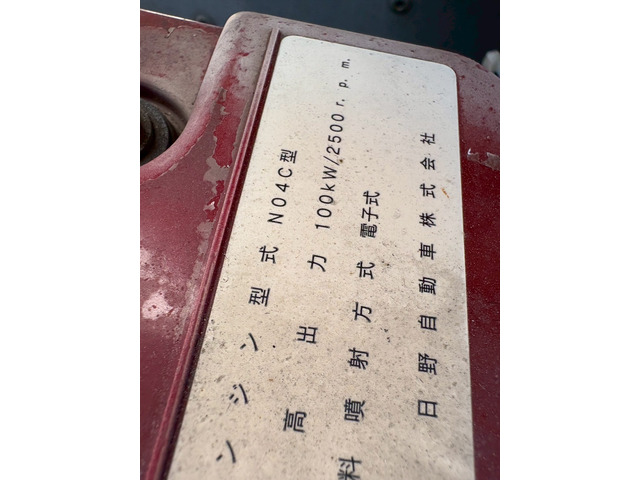 ンジン型式 N04C型
高出力 100kW/2500r.p.m.
料噴射方式 電子式
日野自動車株式会社